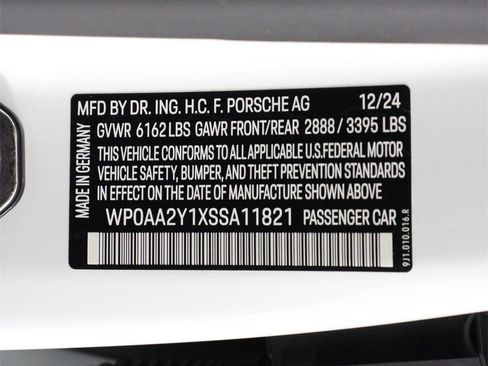 MFD BY DR. ING. H.C. F. PORSCHE AG 12/24
GVWR 6162 LBS GAWR FRONT/REAR 2888 / 3395 LBS
THIS VEHICLE CONFORMS TO ALL APPLICABLE U.S.FEDERAL MOTOR
VEHICLE SAFETY, BUMPER, AND THEFT PREVENTION STANDARDS
IN EFFECT ON THE DATE OF MANUFACTURE SHOWN ABOVE.
WP0AA2Y1XSSA11821 PASSENGER CAR
MADE IN GERMANY
9J1.010.016.R